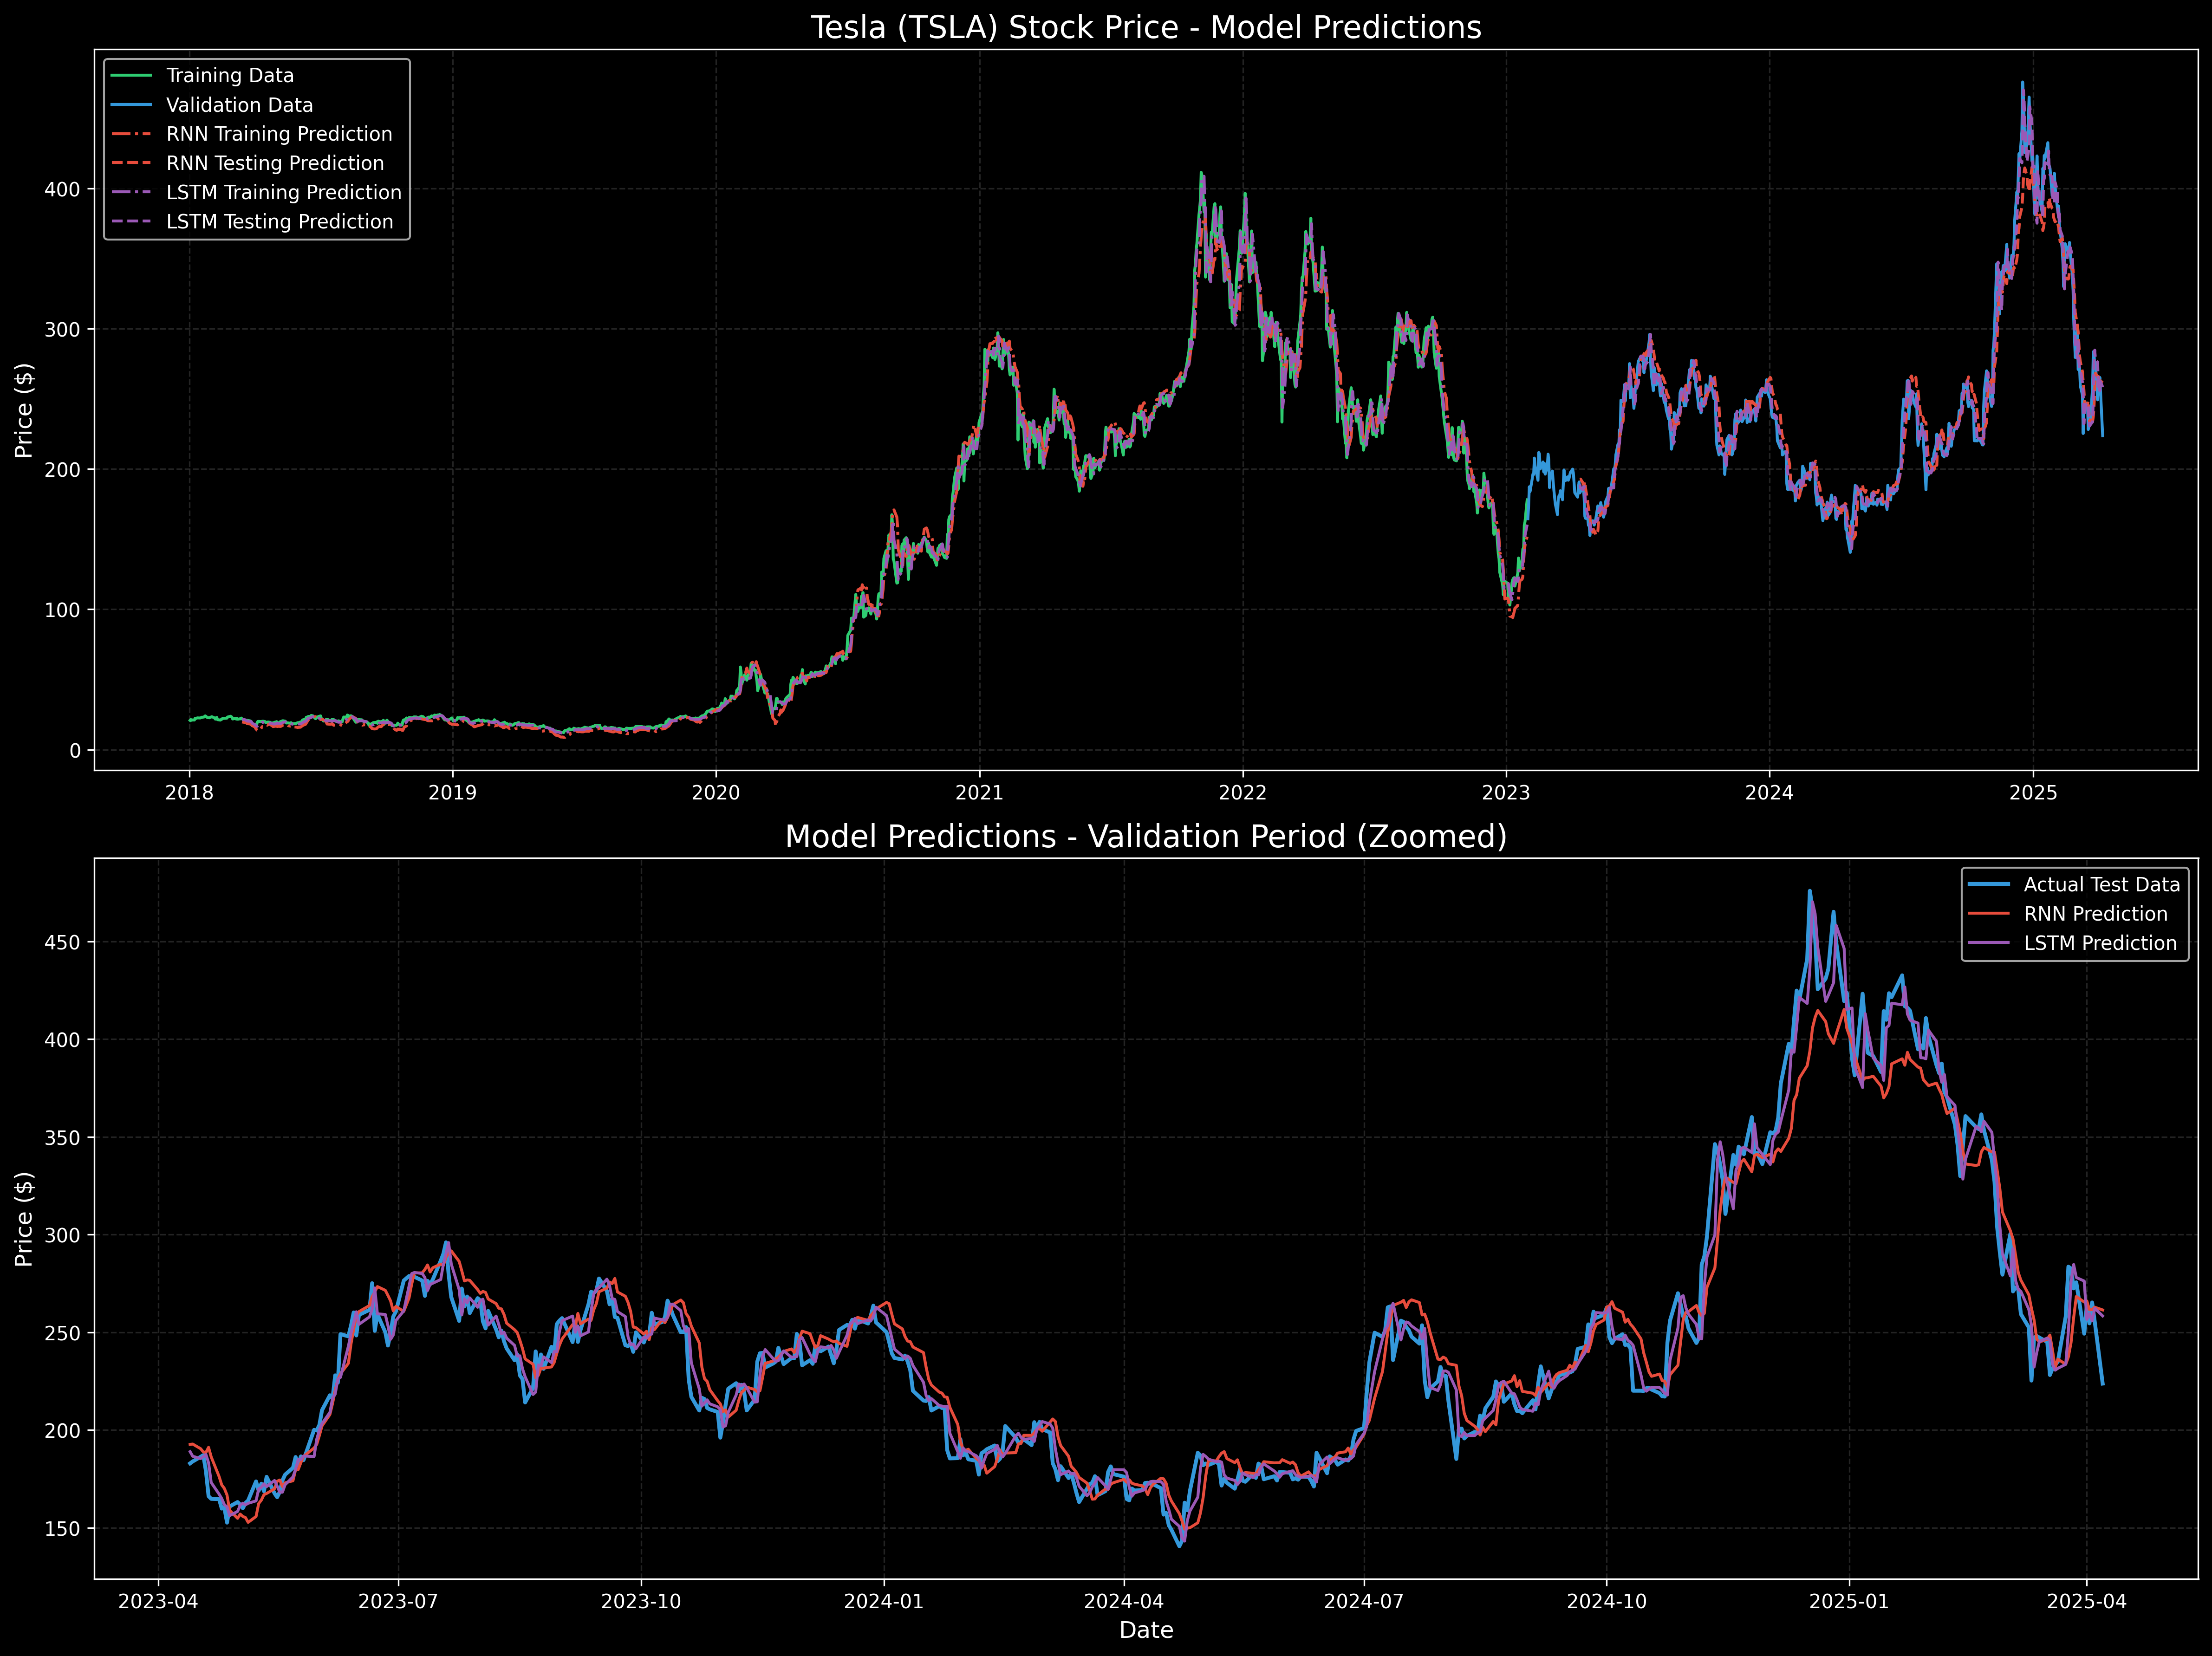 Tesla (TSLA) Stock Price - Model Predictions
Training Data
Validation Data
RNN Training Prediction
RNN Testing Prediction
LSTM Training Prediction
LSTM Testing Prediction
Price ($)
400
300
200
100
0
2018
2019
2020
2021
2022
2023
2024
2025
Model Predictions - Validation Period (Zoomed)
Actual Test Data
RNN Prediction
LSTM Prediction
Price ($)
450
400
350
300
250
200
150
2023-04
2023-07
2023-10
2024-01
2024-04
2024-07
2024-10
2025-01
2025-04
Date